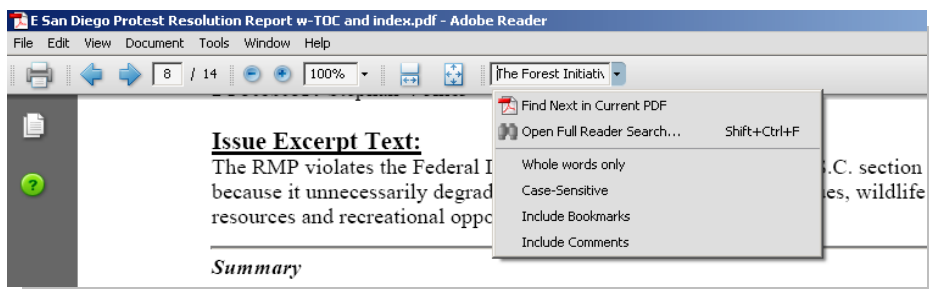 E San Diego Protest Resolution Report w-TOC and index.pdf - Adobe Reader
File Edit View Document Tools Window Help
8 / 14 100% The Forest Initiativ
Find Next in Current PDF
Open Full Reader Search... Shift+Ctrl+F
Whole words only
Case-Sensitive
Include Bookmarks
Include Comments
Issue Excerpt Text:
The RMP violates the Federal .C. section
because it unnecessarily degrad es, wildlife
resources and recreational oppo
Summary